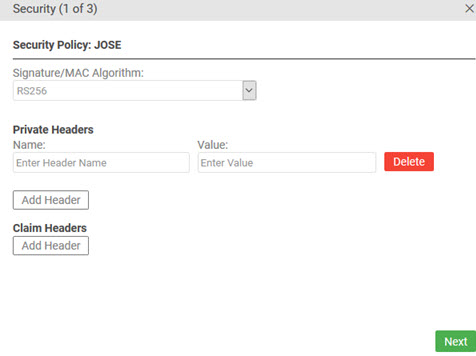 Security (1 of 3)
Security Policy: JOSE
Signature/MAC Algorithm:
RS256
Private Headers
Name: Value:
Enter Header Name Enter Value Delete
Add Header
Claim Headers
Add Header
Next